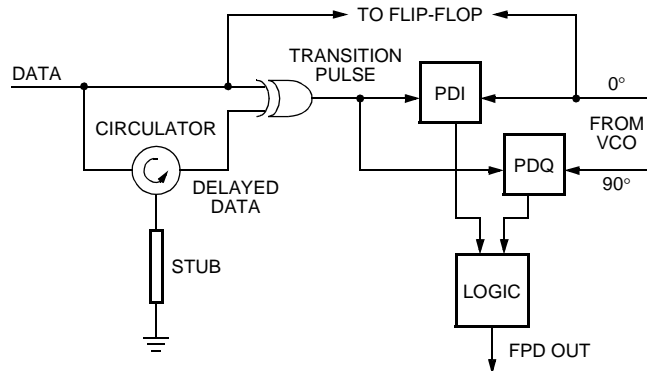 TO FLIP-FLOP
DATA
TRANSITION
PULSE
PDI
0°
CIRCULATOR
FROM
VCO
PDQ
90°
DELAYED
DATA
STUB
LOGIC
FPD OUT